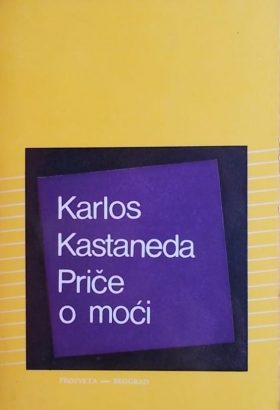 Karlos
Kastaneda
Priče
o moći
PROSVETA — BEOGRAD